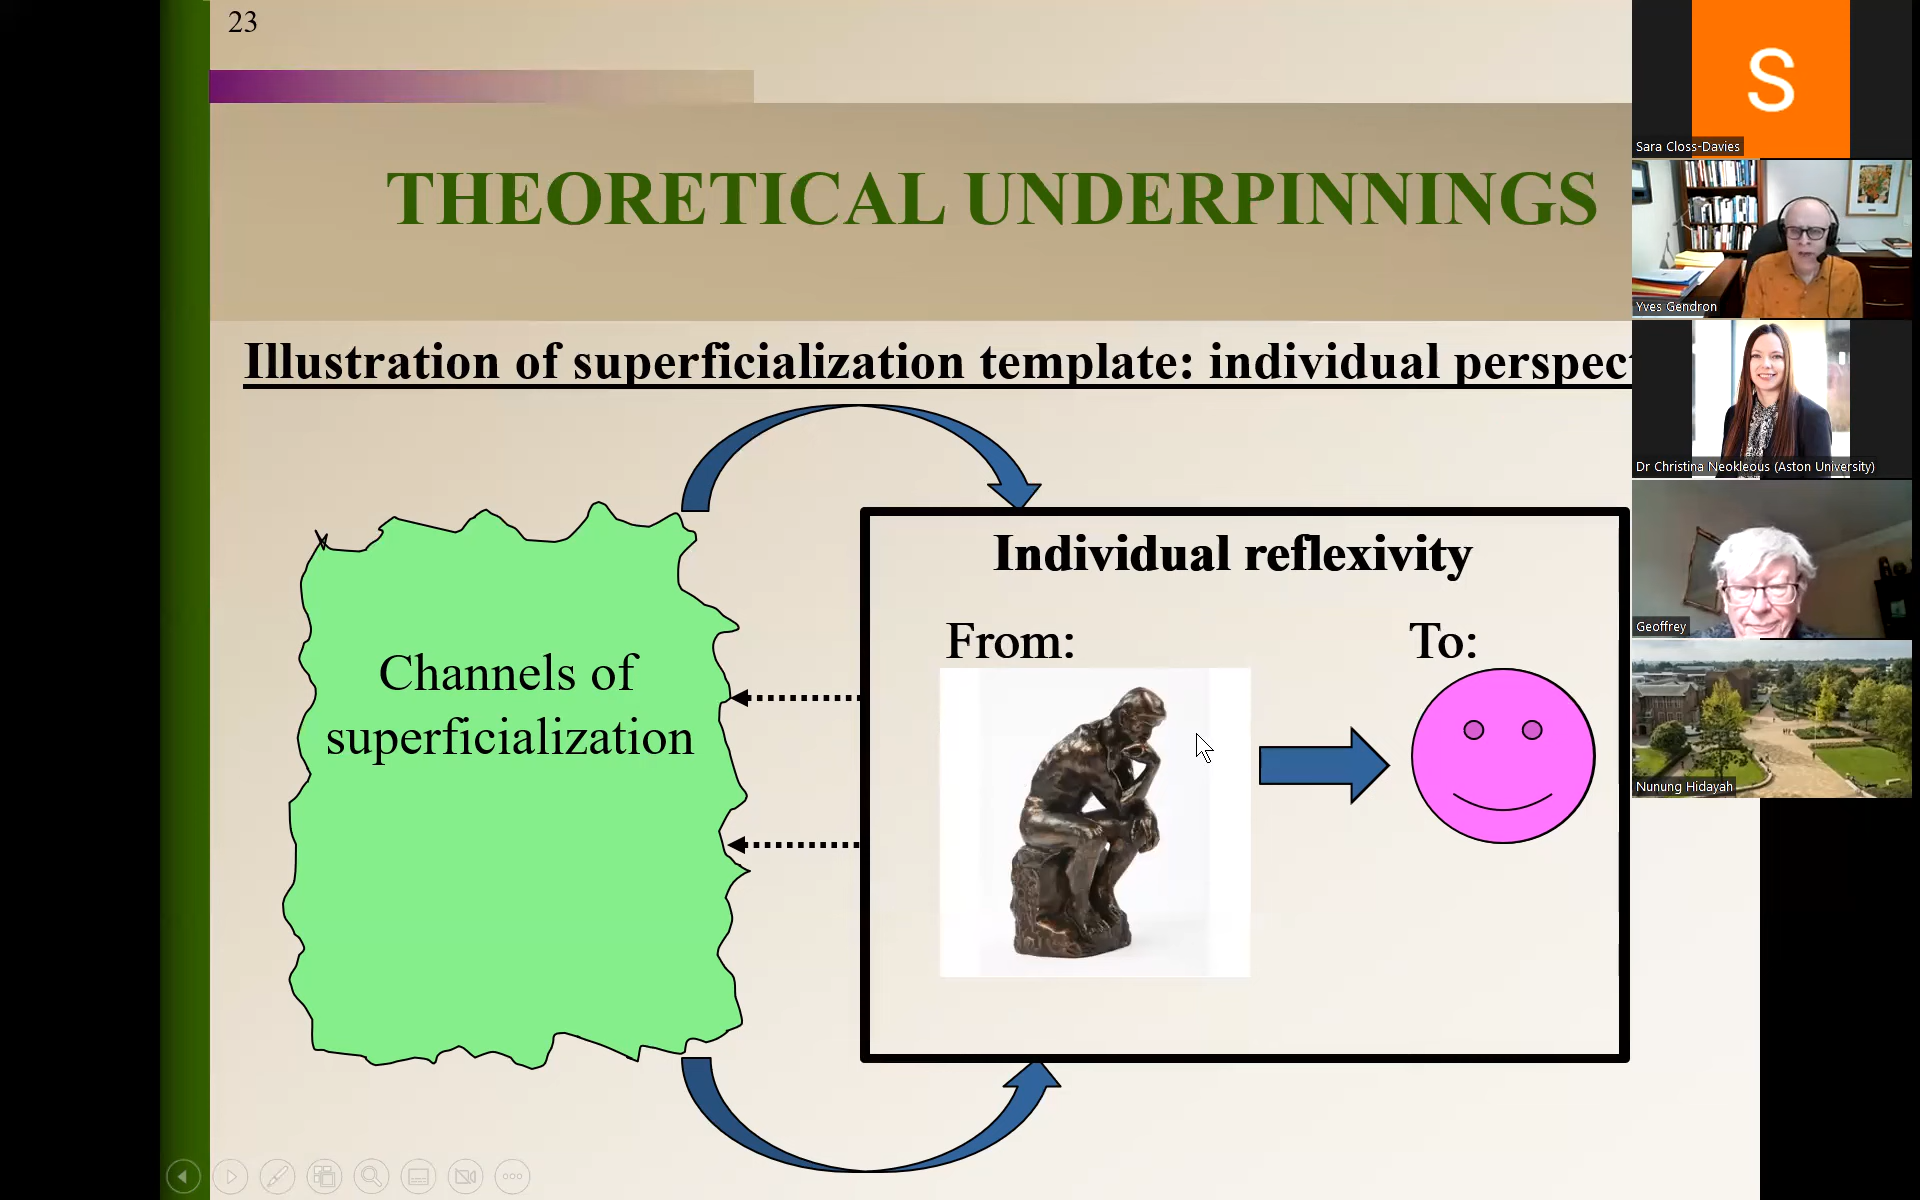 23
THEORETICAL UNDERPINNINGS
Illustration of superficialization template: individual perspect
Channels of
superficialization
Individual reflexivity
From:
To:
S
Sara Closs-Davies
Yves Gendron
Dr Christina Neokleous (Aston University)
Geoffrey
Nunung Hidayah